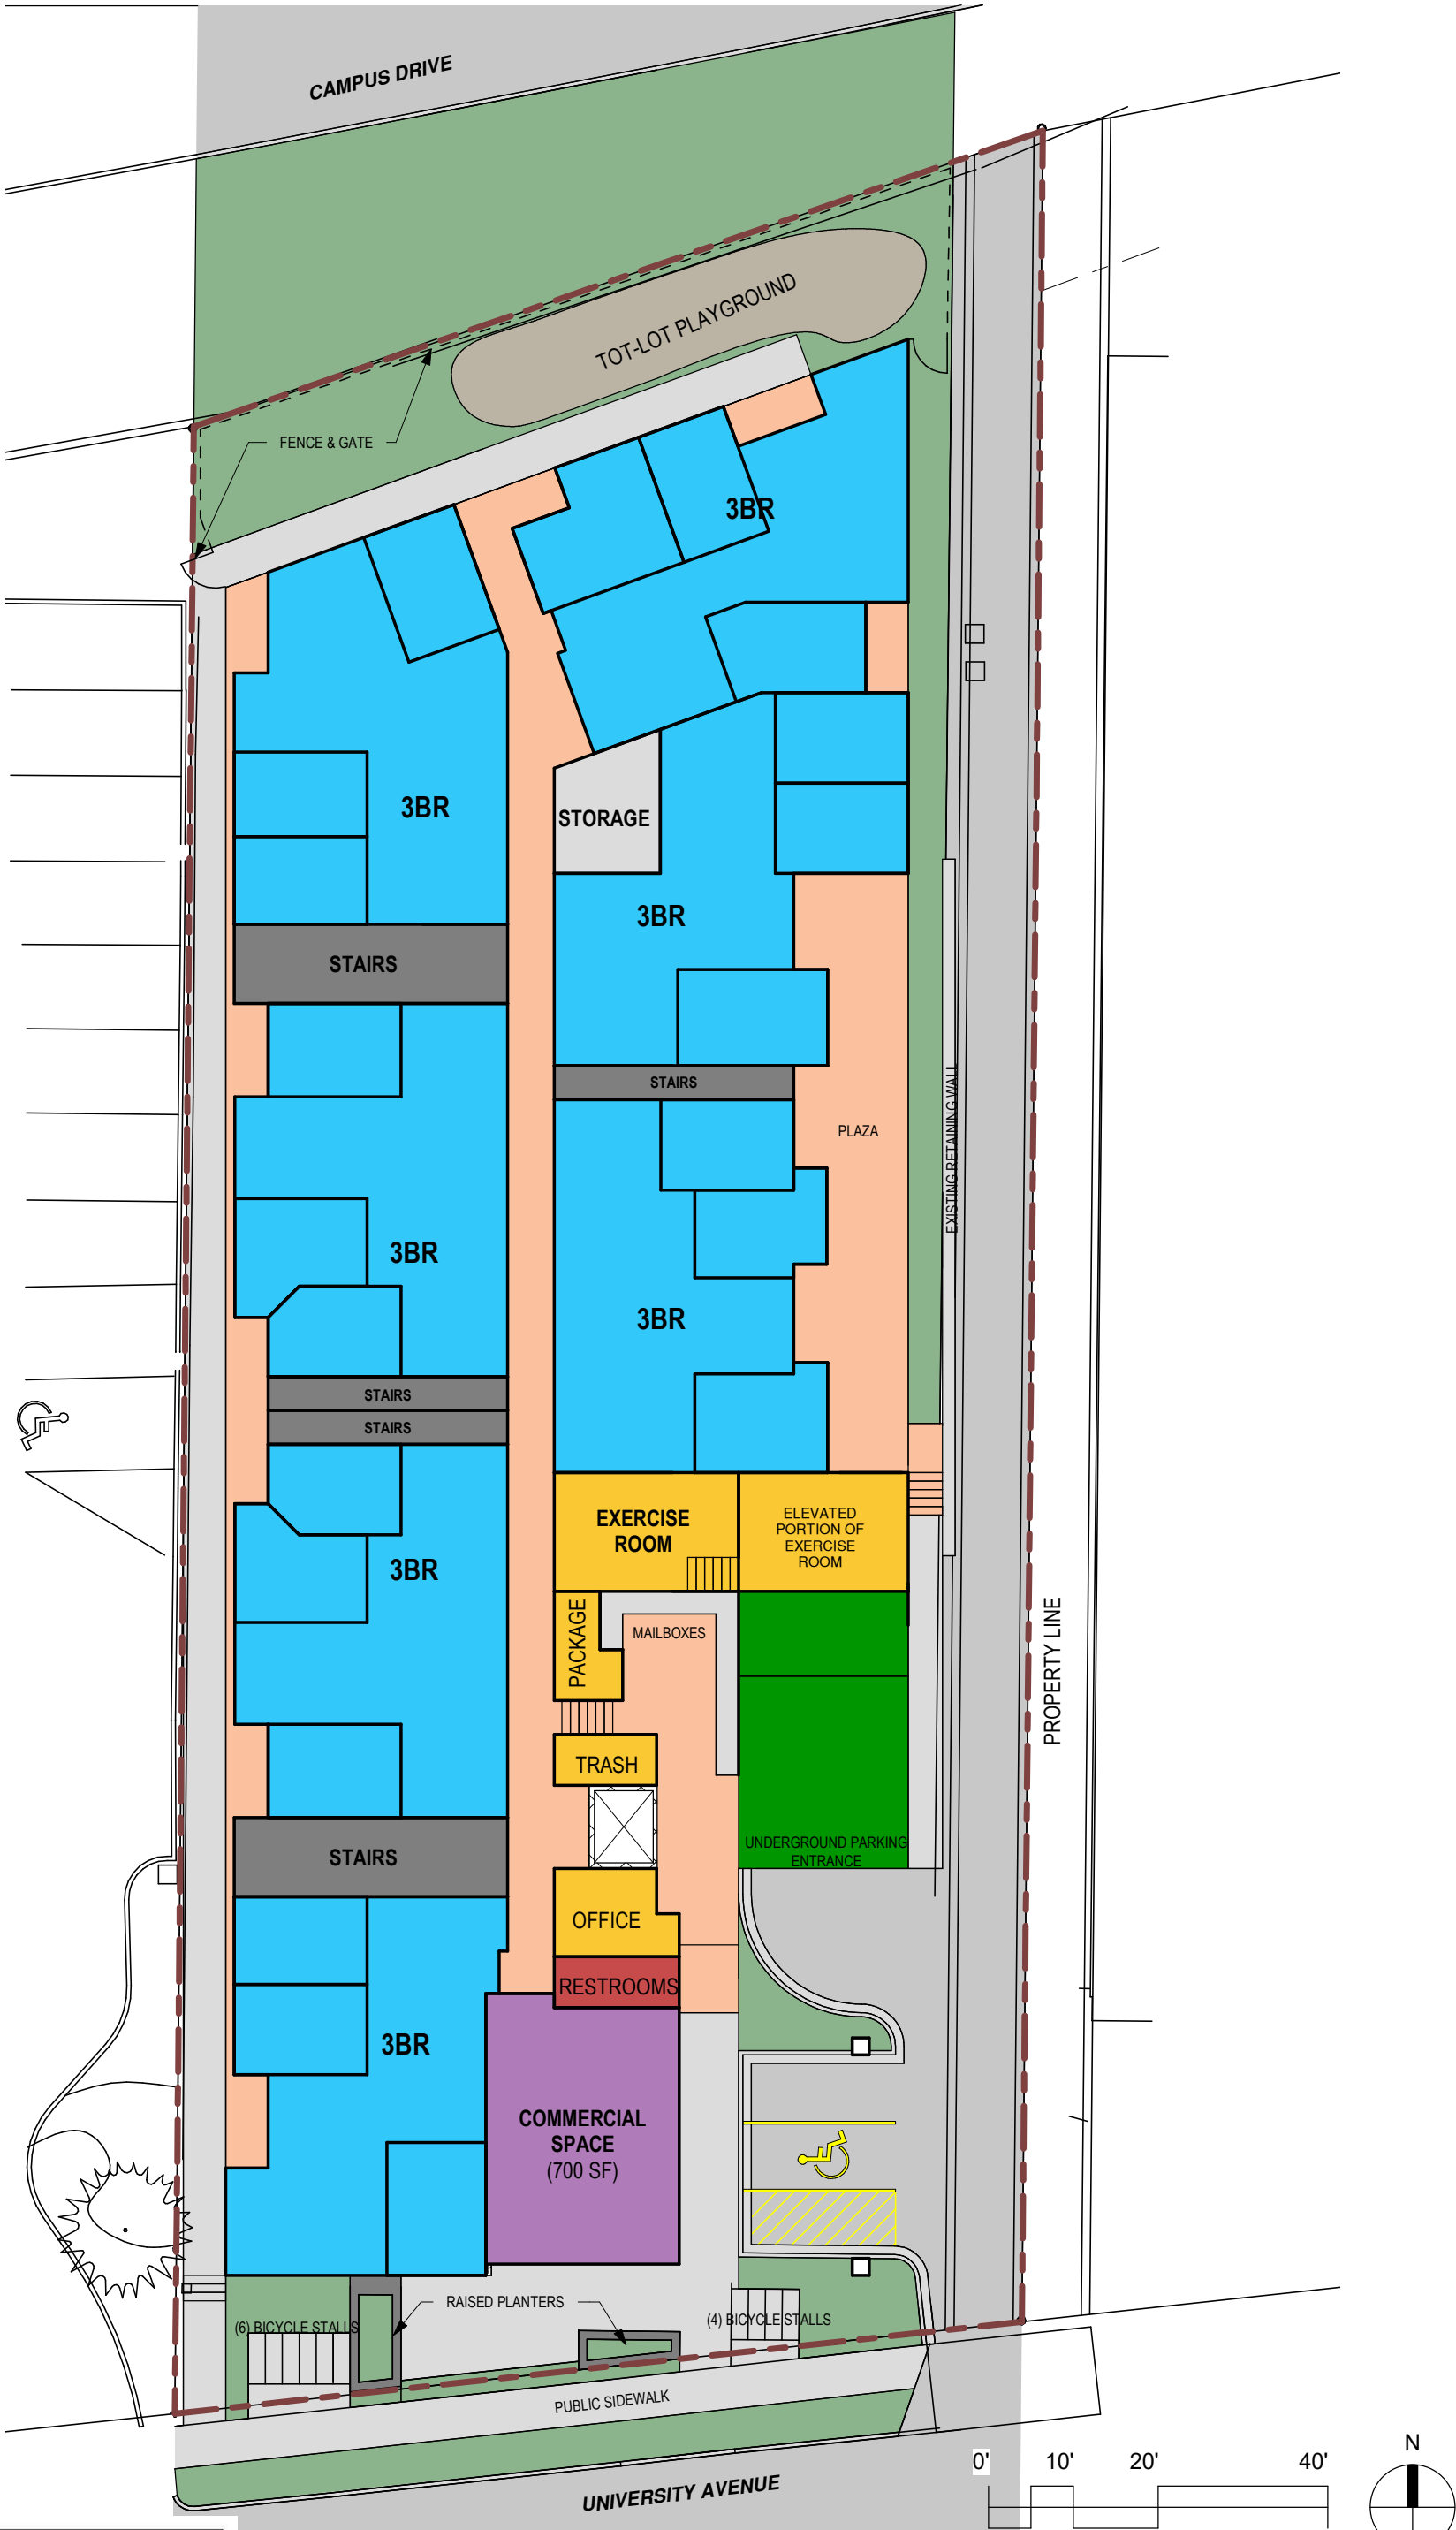 CAMPUS DRIVE
TOT-LOT PLAYGROUND
FENCE & GATE
3BR
3BR
STORAGE
3BR
STAIRS
STAIRS
PLAZA
EXISTING RETAINING WALL
3BR
3BR
STAIRS
STAIRS
EXERCISE
ROOM
ELEVATED
PORTION OF
EXERCISE
ROOM
3BR
PACKAGE
MAILBOXES
PROPERTY LINE
TRASH
UNDERGROUND PARKING
ENTRANCE
STAIRS
OFFICE
RESTROOMS
3BR
COMMERCIAL
SPACE
(700 SF)
RAISED PLANTERS
(6) BICYCLE STALLS
(4) BICYCLE STALLS
PUBLIC SIDEWALK
UNIVERSITY AVENUE
0' 10' 20' 40'
N